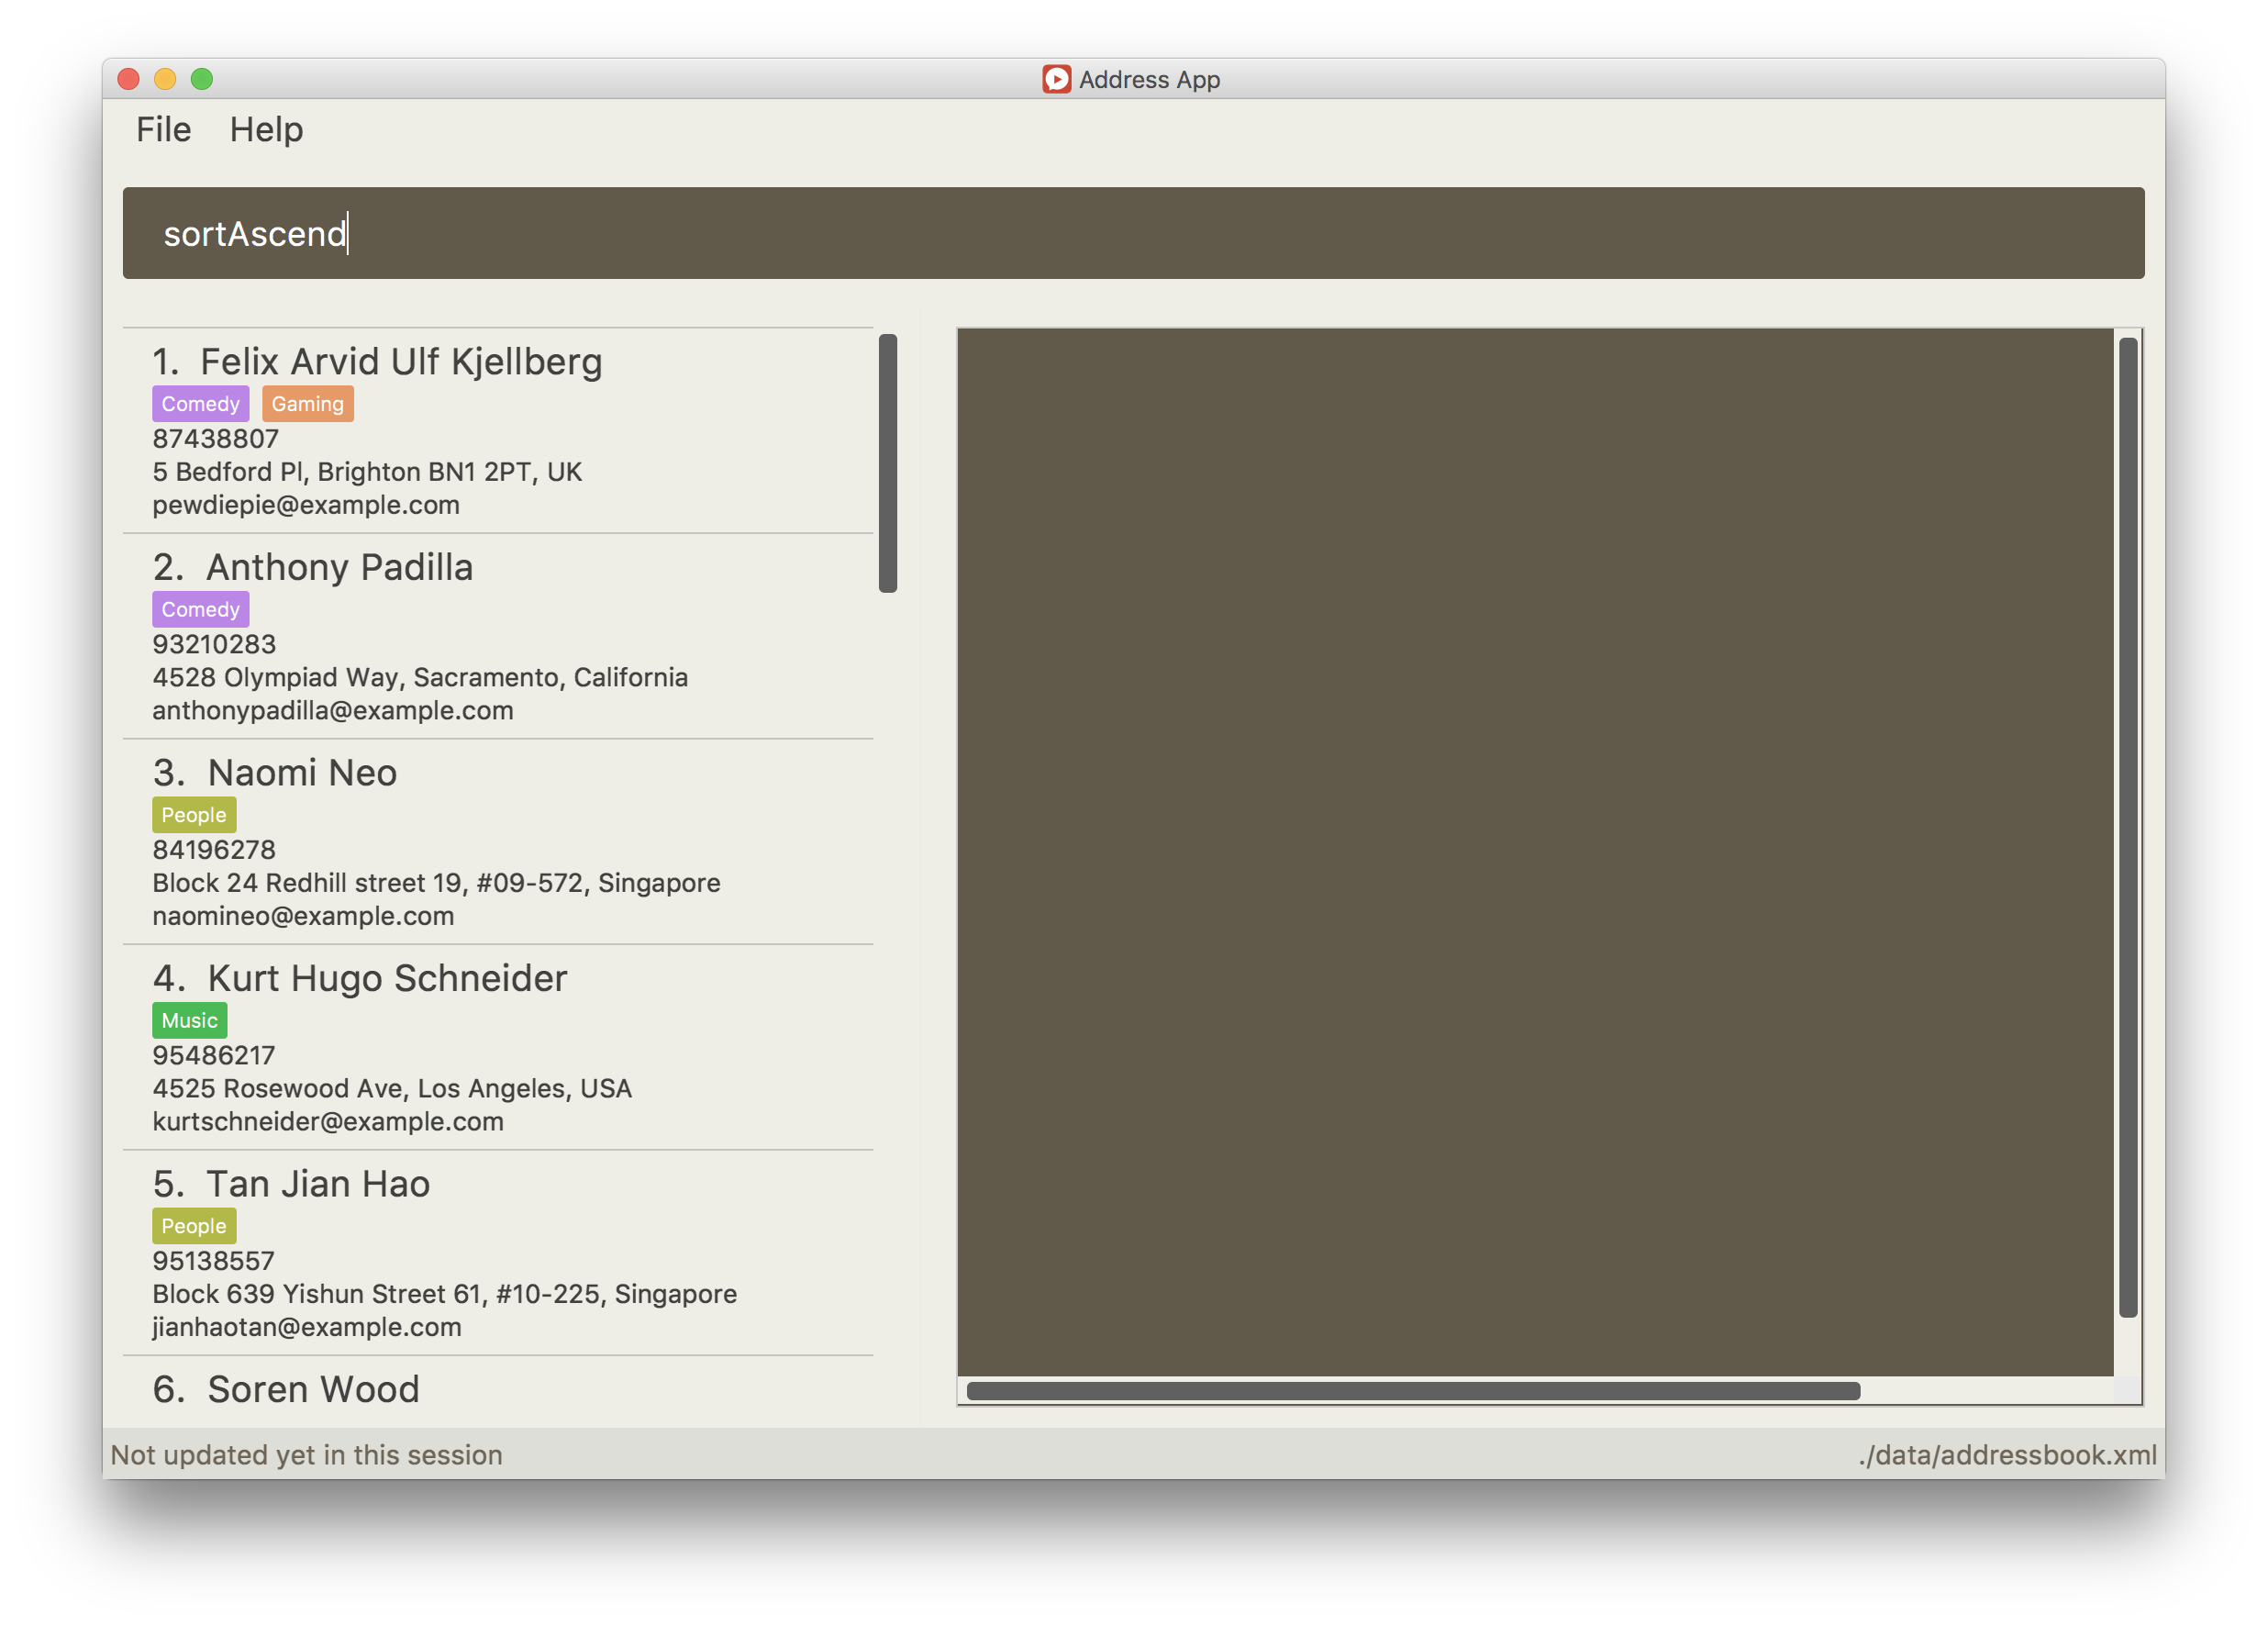 Address App
File Help
sortAscend
1. Felix Arvid Ulf Kjellberg
Comedy Gaming
87438807
5 Bedford Pl, Brighton BN1 2PT, UK
pewdiepie@example.com
2. Anthony Padilla
Comedy
93210283
4528 Olympiad Way, Sacramento, California
anthonypadilla@example.com
3. Naomi Neo
People
84196278
Block 24 Redhill street 19, #09-572, Singapore
naomineo@example.com
4. Kurt Hugo Schneider
Music
95486217
4525 Rosewood Ave, Los Angeles, USA
kurtschneider@example.com
5. Tan Jian Hao
People
95138557
Block 639 Yishun Street 61, #10-225, Singapore
jianhaotan@example.com
6. Soren Wood
Not updated yet in this session
./data/addressbook.xml